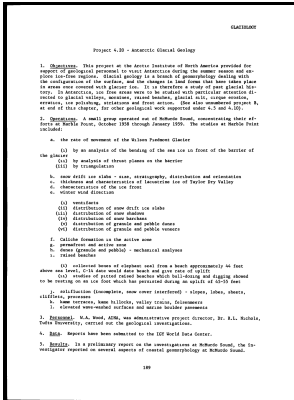 GLACIOLOGY
Project 4.20 - Antarctic Glacial Geology
1. Objectives. This project at the Arctic Institute of North America provided for
support of geological personnel to visit Antarctica during the summer season and ex-
plore ice-free regions. Glacial geology is a branch of geomorphology dealing with
the configuration of the surface, and the changes in land forms that have taken place
in areas once covered with glacier ice. It is therefore a study of past glacial his-
tory. In Antarctica, ice free areas were to be studied with particular attention di-
rected to glacial valleys, moraines, raised beaches, glacial silt, cirque erosion,
erratics, ice polishing, striations and frost action. (See also unnumbered project B,
at end of this chapter, for other geological work supported under 4.5 and 4.10).
2. Operations. A small group operated out of McMurdo Sound, concentrating their ef-
forts at Marble Point, October 1958 through January 1959. The studies at Marble Point
included:
a. the rate of movement of the Wilson Piedmont Glacier
(i) by an analysis of the bending of the sea ice in front of the barrier of
the glacier
(ii) by analysis of thrust planes on the barrier
(iii) by triangulation
b. snow drift ice slabs - size, stratigraphy, distribution and orientation
c. thickness and characteristics of lacustrine ice of Taylor Dry Valley
d. characteristics of the ice foot
e. winter wind direction
(i) ventifacts
(ii) distribution of snow drift ice slabs
(iii) distribution of snow shadows
(iv) distribution of snow barchans
(v) distribution of granule and pebble dunes
(vi) distribution of granule and pebble veneers
f. Calcite formation in the active zone
g. permafrost and active zone
h. dunes (granule and pebble) - mechanical analyses
i. raised beaches
(i) collected bones of elephant seal from a beach approximately 44 feet
above sea level, C-14 date would date beach and give rate of uplift
(ii) studies of pitted raised beaches which ball-dozing and digging showed
to be resting on an ice foot which has persisted during an uplift of 45-55 feet
j. solifluction (incomplete, snow cover interfered) - slopes, lobes, sheets,
cliffs, processes
k. kame terraces, kame hillocks, valley trains, felsenmeers
l. elevated wave-washed surfaces and marine boulder pavements
3. Personnel. W.A. Wood, AINA, was administrative project director, Dr. R.L. Nichols,
Tufts University, carried out the geological investigations.
4. Data. Reports have been submitted to the IGY World Data Center.
5. Results. In a preliminary report on the investigations at McMurdo Sound, the in-
vestigator reported on several aspects of coastal geomorphology at McMurdo Sound.
189